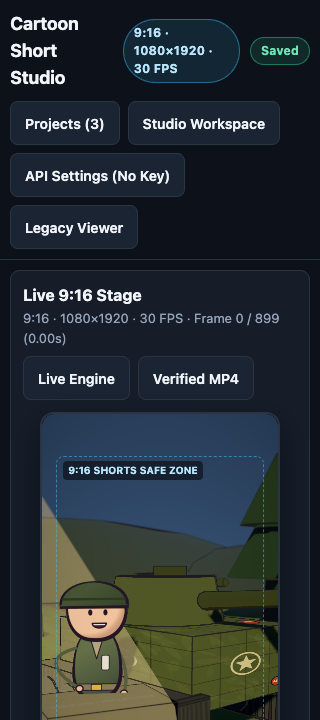 Cartoon
Short
Studio
9:16 ·
1080×1920 ·
30 FPS
Saved
Projects (3)
Studio Workspace
API Settings (No Key)
Legacy Viewer
Live 9:16 Stage
9:16 · 1080×1920 · 30 FPS · Frame 0 / 899
(0.00s)
Live Engine
Verified MP4
9:16 SHORTS SAFE ZONE